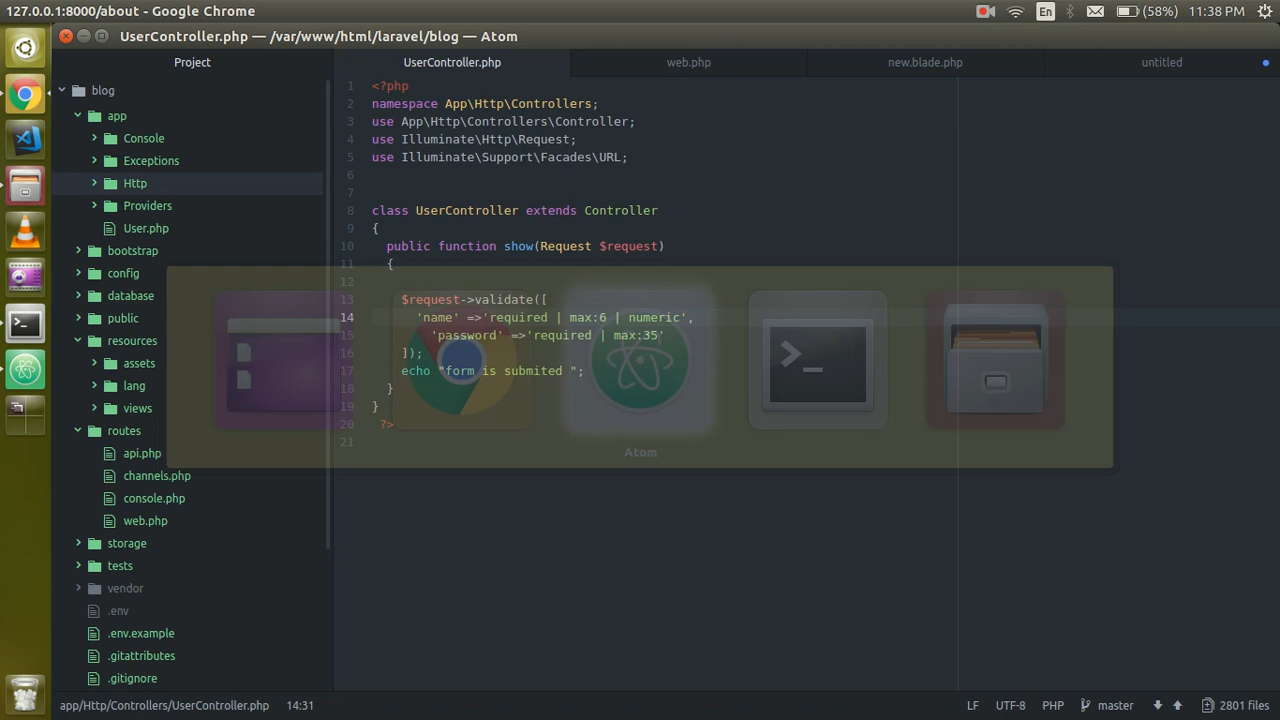 127.0.0.1:8000/about - Google Chrome
En
(58%)
11:38 PM
UserController.php — /var/www/html/laravel/blog — Atom
Project
UserController.php
web.php
new.blade.php
untitled
blog
app
Console
Exceptions
Http
Providers
User.php
bootstrap
config
database
public
resources
assets
lang
views
routes
api.php
channels.php
console.php
web.php
storage
tests
vendor
.env
.env.example
.gitattributes
.gitignore
1 <?php
2 namespace App\Http\Controllers;
3 use App\Http\Controllers\Controller;
4 use Illuminate\Http\Request;
5 use Illuminate\Support\Facades\URL;
6
7
8 class UserController extends Controller
9 {
10 public function show(Request $request)
11 {
12
13 $request->validate([
14 'name' =>'required | max:6 | numeric',
15 'password' =>'required | max:35'
16 ]);
17 echo "form is submited ";
18 }
19 }
20 ?>
21
Atom
app/Http/Controllers/UserController.php
14:31
LF
UTF-8
PHP
master
2801 files